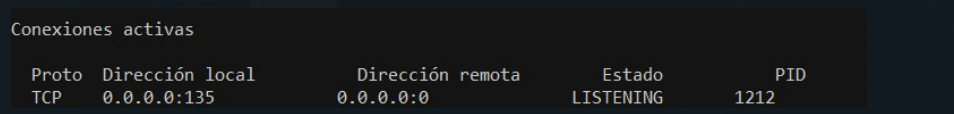 Conexiones activas
Proto  Dirección local          Dirección remota        Estado           PID
TCP    0.0.0.0:135            0.0.0.0:0              LISTENING       1212